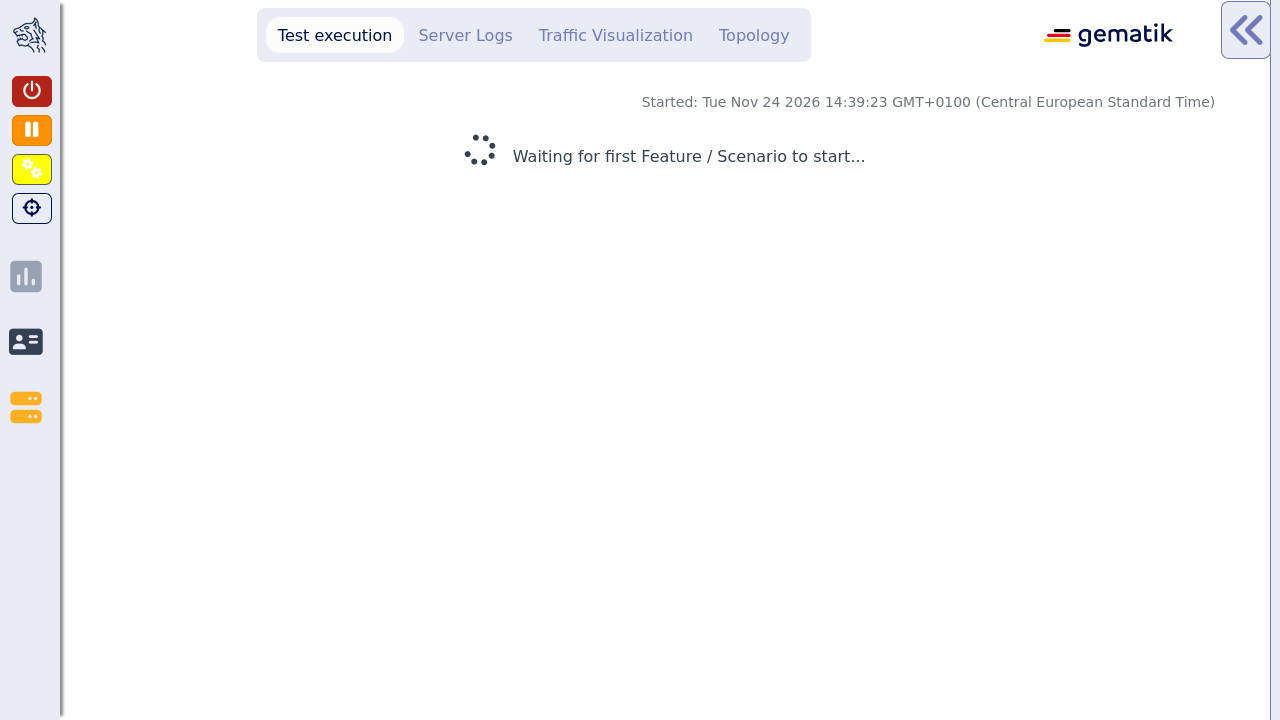 Test execution
Server Logs
Traffic Visualization
Topology
gematik
Started: Tue Nov 24 2026 14:39:23 GMT+0100 (Central European Standard Time)
Waiting for first Feature / Scenario to start...